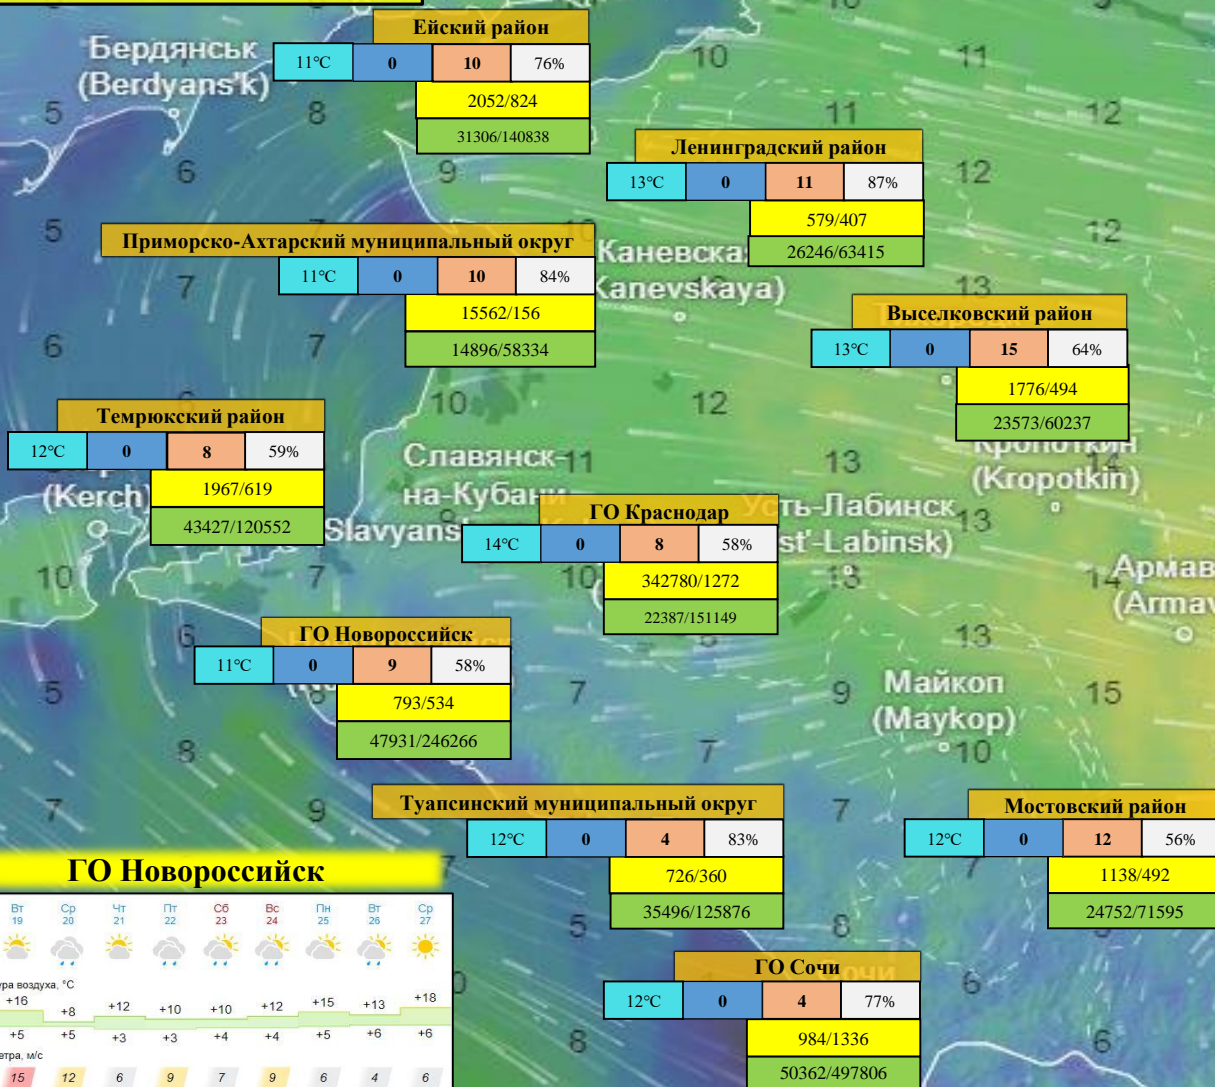 Бердянськ
(Berdyans'k)
Ейский район
11°C 0 10 76%
2052/824
31306/140838
Ленинградский район
13°C 0 11 87%
579/407
26246/63415
Приморско-Ахтарский муниципальный округ
11°C 0 10 84%
15562/156
14896/58334
Каневска
Kanevskaya)
Выселковский район
13°C 0 15 64%
1776/494
23573/60237
Темрюкский район
12°C 0 8 59%
1967/619
43427/120552
(Kerch)
Славянск-
на-Кубани
Slavyans
Кропоткин
(Kropotkin)
ГО Краснодар
14°C 0 8 58%
342780/1272
22387/151149
сть-Лабинск
st'-Labinsk)
Армав
(Armav
ГО Новороссийск
11°C 0 9 58%
793/534
47931/246266
Майкоп
(Maykop)
Туапсинский муниципальный округ
12°C 0 4 83%
726/360
35496/125876
Мостовский район
12°C 0 12 56%
1138/492
24752/71595
ГО Сочи
12°C 0 4 77%
984/1336
50362/497806
ГО Новороссийск
Вт Ср Чт Пт Сб Вс Пн Вт Ср
19 20 21 22 23 24 25 26 27
ура воздуха, °C
+16 +8 +12 +10 +10 +12 +15 +13 +18
+5 +5 +3 +3 +4 +4 +5 +6 +6
етра, м/с
15 12 6 9 7 9 6 4 6